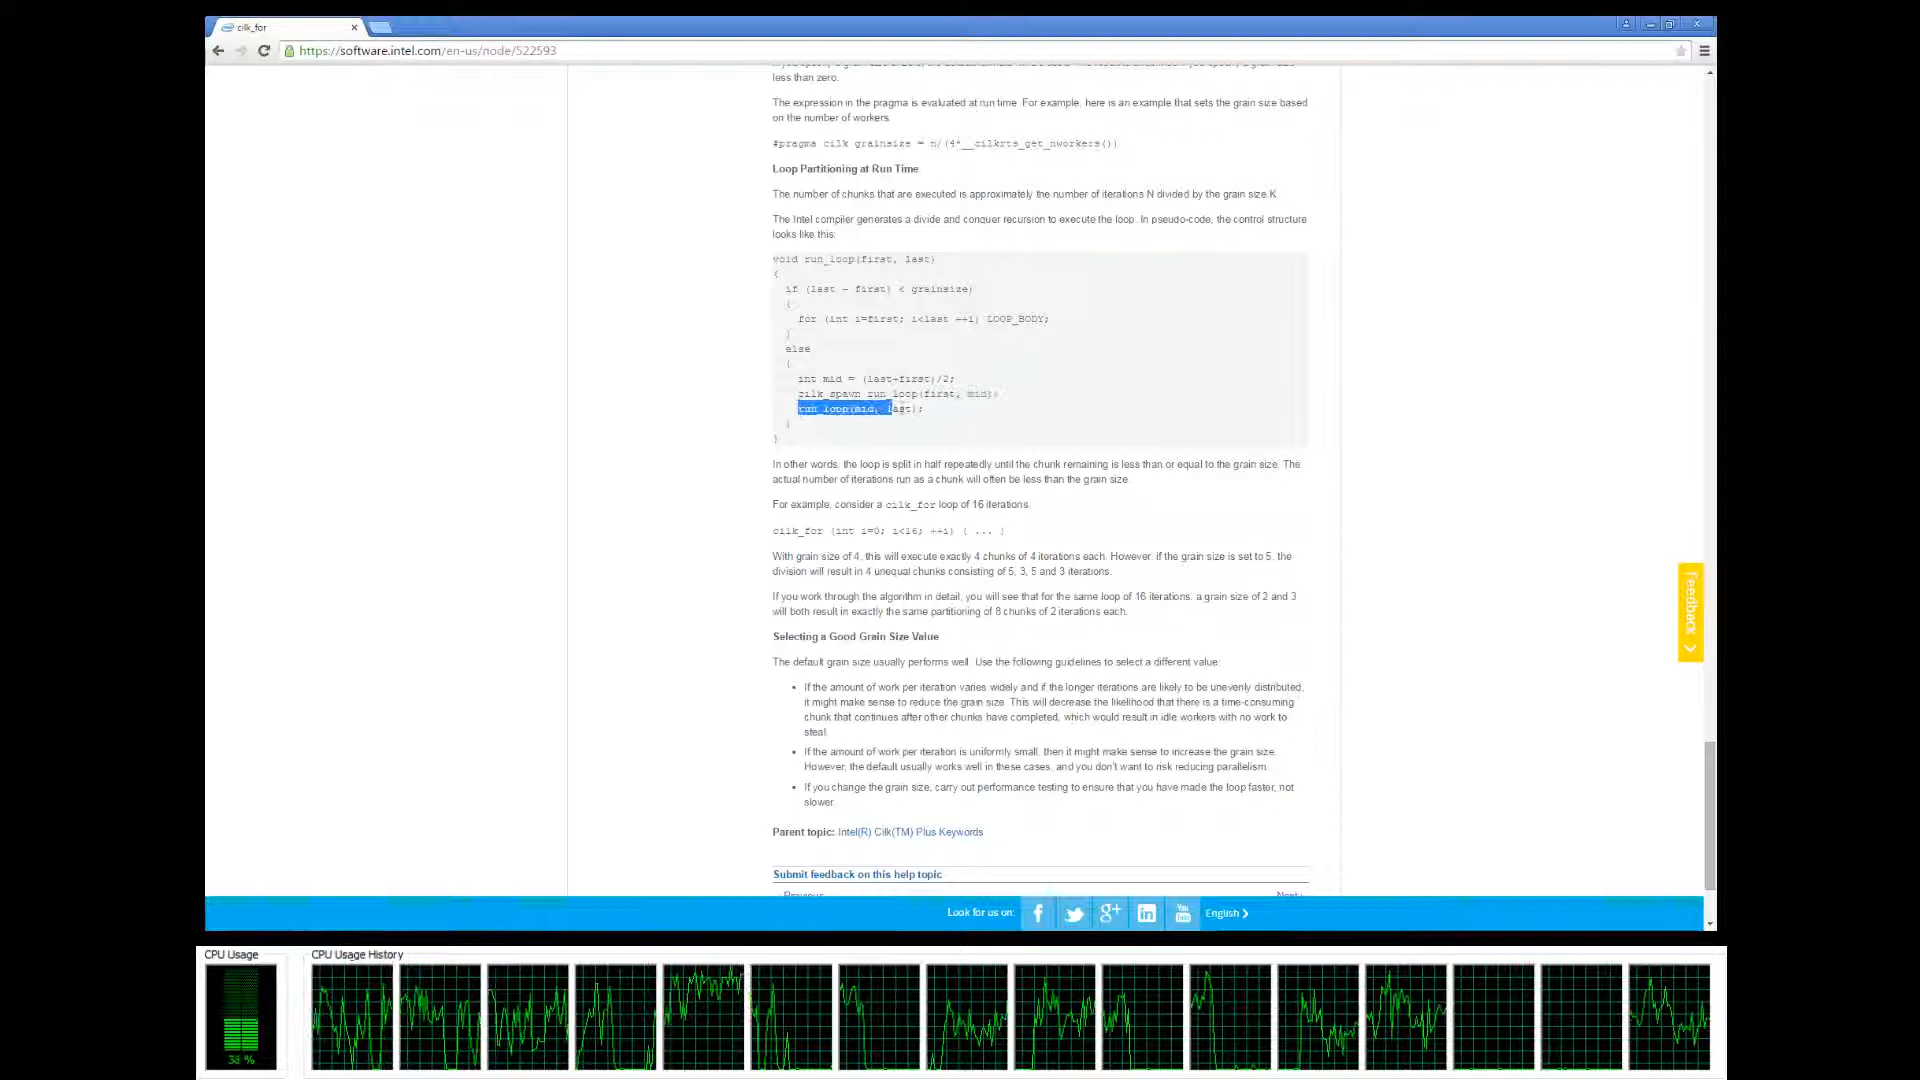 cilk_for
https://software.intel.com/en-us/node/522593
less than zero.
The expression in the pragma is evaluated at run time. For example, here is an example that sets the grain size based
on the number of workers.
#pragma cilk grainsize = n/(4*__cilkrts_get_nworkers())
Loop Partitioning at Run Time
The number of chunks that are executed is approximately the number of iterations N divided by the grain size K.
The Intel compiler generates a divide and conquer recursion to execute the loop. In pseudo-code, the control structure
looks like this:
void run_loop(first, last)
{
if (last - first) < grainsize)
{
for (int i=first; i<last ++i) LOOP_BODY;
}
else
{
int mid = (last+first)/2;
cilk_spawn run_loop(first, mid);
run_loop(mid, last);
}
}
In other words, the loop is split in half repeatedly until the chunk remaining is less than or equal to the grain size. The
actual number of iterations run as a chunk will often be less than the grain size.
For example, consider a cilk_for loop of 16 iterations:
cilk_for (int i=0; i<16; ++i) { ... }
With grain size of 4, this will execute exactly 4 chunks of 4 iterations each. However, if the grain size is set to 5, the
division will result in 4 unequal chunks consisting of 5, 3, 5 and 3 iterations.
If you work through the algorithm in detail, you will see that for the same loop of 16 iterations, a grain size of 2 and 3
will both result in exactly the same partitioning of 8 chunks of 2 iterations each.
Selecting a Good Grain Size Value
The default grain size usually performs well. Use the following guidelines to select a different value:
• If the amount of work per iteration varies widely and if the longer iterations are likely to be unevenly distributed,
it might make sense to reduce the grain size. This will decrease the likelihood that there is a time-consuming
chunk that continues after other chunks have completed, which would result in idle workers with no work to
steal.
• If the amount of work per iteration is uniformly small, then it might make sense to increase the grain size.
However, the default usually works well in these cases, and you don't want to risk reducing parallelism.
• If you change the grain size, carry out performance testing to ensure that you have made the loop faster, not
slower.
Parent topic: Intel(R) Cilk(TM) Plus Keywords
Submit feedback on this help topic
Feedback
Look for us on:
English
CPU Usage
CPU Usage History
38 %